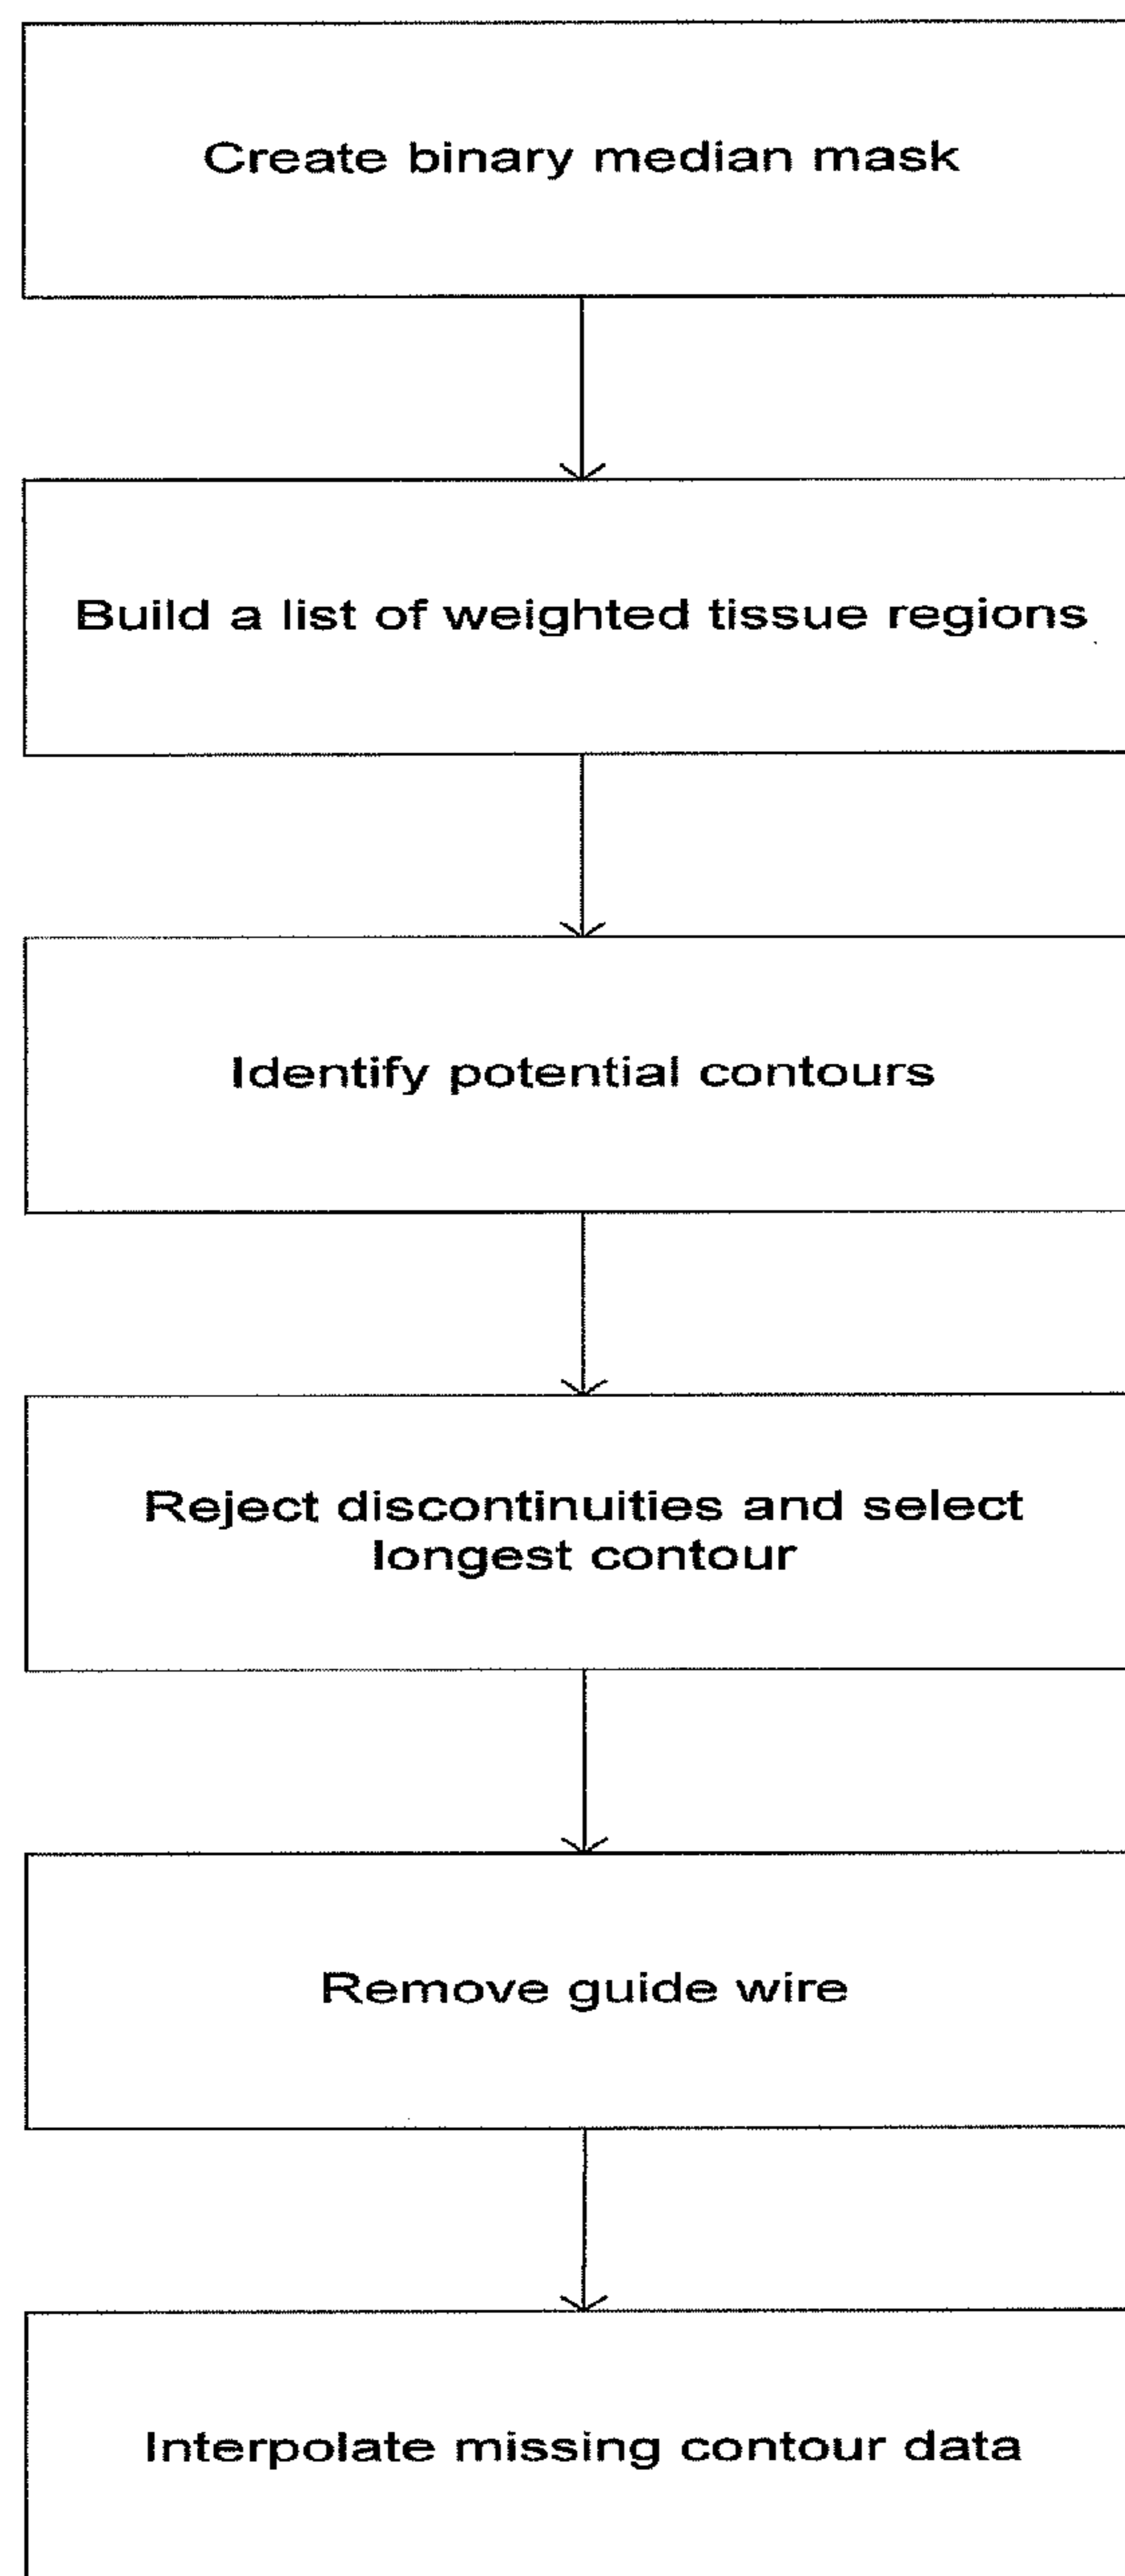 Create binary median mask
Build a list of weighted tissue regions
Identify potential contours
Reject discontinuities and select
longest contour
Remove guide wire
Interpolate missing contour data